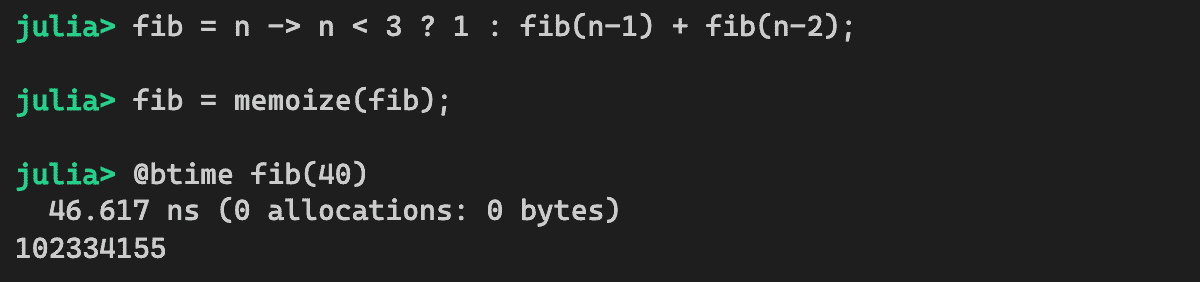 julia> fib = n -> n < 3 ? 1 : fib(n-1) + fib(n-2);
julia> fib = memoize(fib);
julia> @btime fib(40)
  46.617 ns (0 allocations: 0 bytes)
102334155